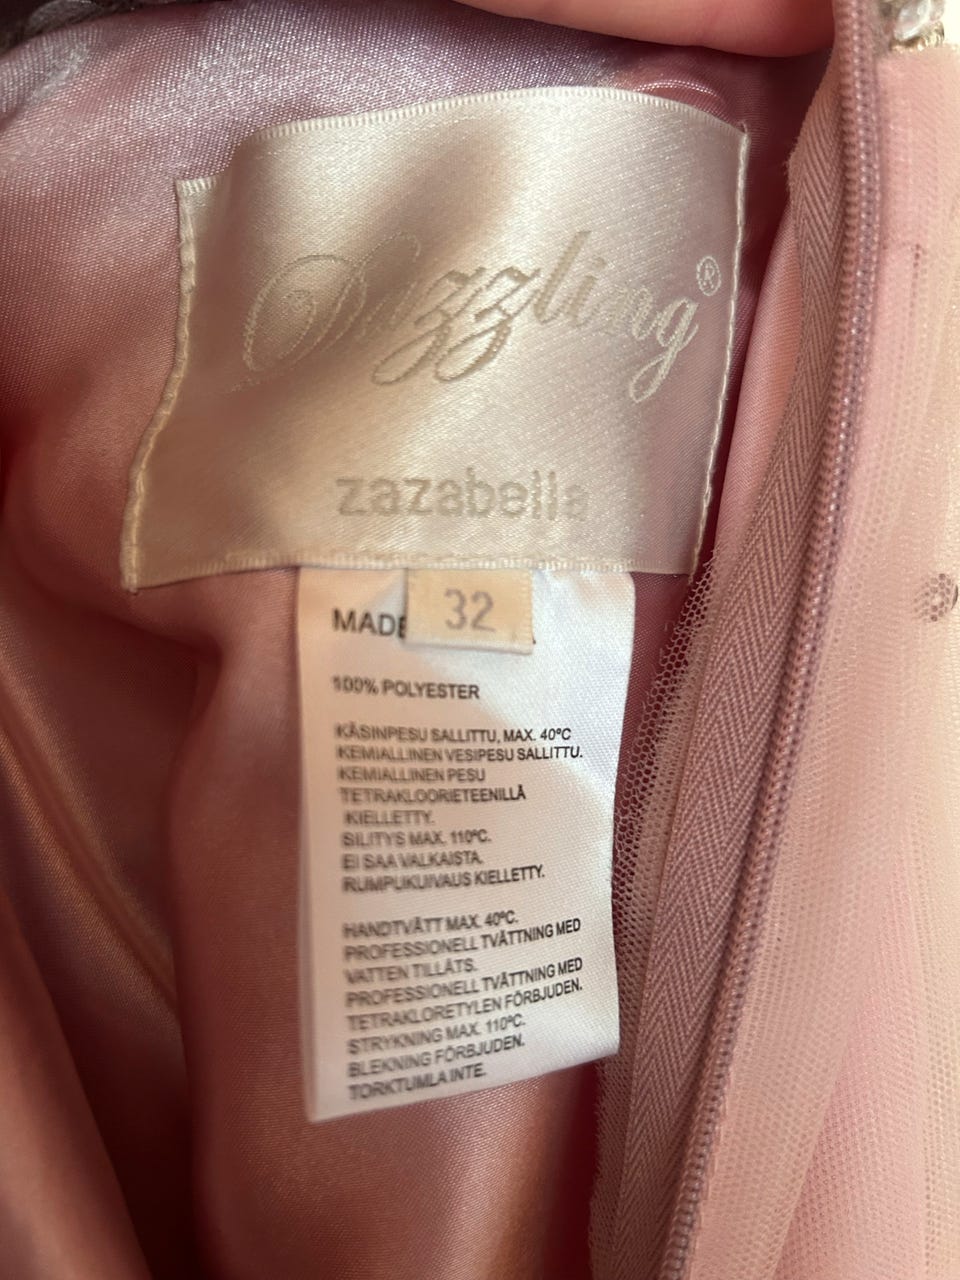 Dazzling®
zazabella
32
MADE
100% POLYESTER
KÄSINPESU SALLITTU, MAX. 40ºC
KEMIALLINEN VESIPESU SALLITTU.
KEMIALLINEN PESU
TETRAKLOORIETEENILLÄ
KIELLETTY.
SILITYS MAX. 110ºC.
EI SAA VALKAISTA.
RUMPUKUIVAUS KIELLETTY.
HANDTVÄTT MAX. 40ºC.
PROFESSIONELL TVÄTTNING MED
VATTEN TILLÅTS.
PROFESSIONELL TVÄTTNING MED
TETRAKLORETYLEN FÖRBJUDEN.
STRYKNING MAX. 110ºC.
BLEKNING FÖRBJUDEN.
TORKTUMLA INTE.